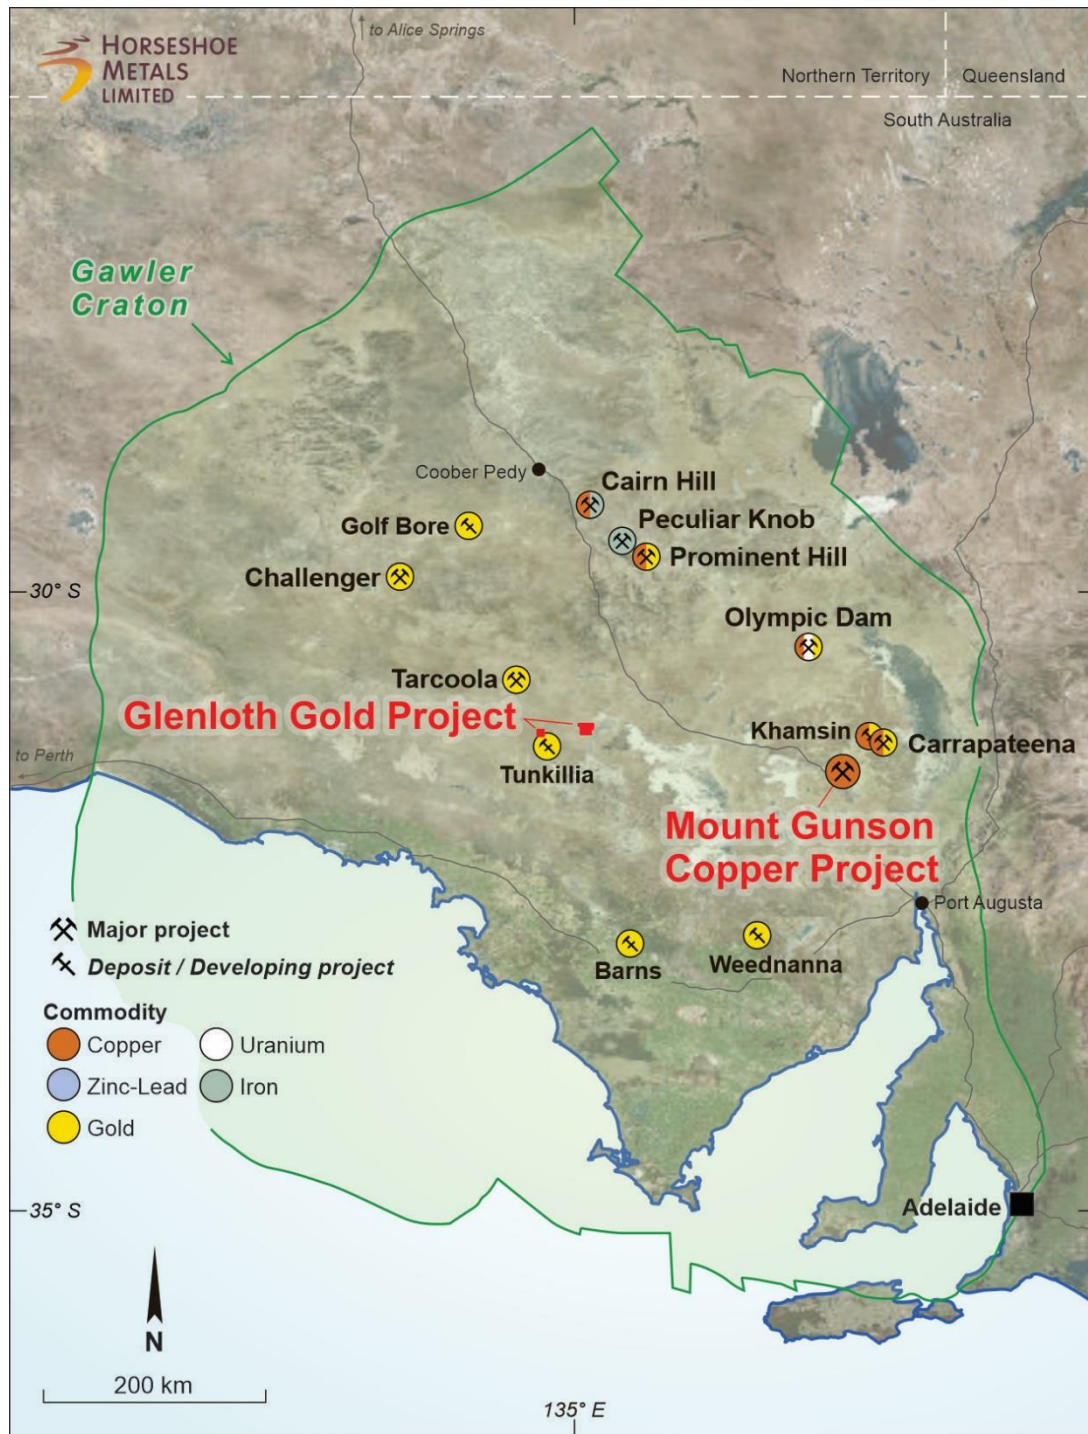 to Alice Springs
HORSESHOE
METALS
LIMITED
Northern Territory
Queensland
South Australia
Gawler
Craton
Coober Pedy
Cairn Hill
Golf Bore
Peculiar Knob
Prominent Hill
Challenger
30° S
Olympic Dam
Tarcoola
Glenloth Gold Project
Khamsin
Carrapateena
to Perth
Tunkillia
Mount Gunson
Copper Project
Port Augusta
Major project
Deposit / Developing project
Barns
Weednanna
Commodity
Copper
Uranium
Zinc-Lead
Iron
Gold
35° S
Adelaide
N
200 km
135° E